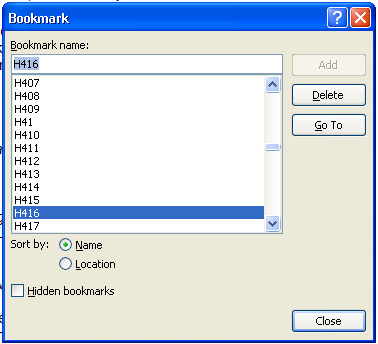 Bookmark
Bookmark name:
H416
Add
H407
H408
Delete
H409
H41
Go To
H410
H411
H412
H413
H414
H415
H416
H417
Sort by: Name
Location
Hidden bookmarks
Close